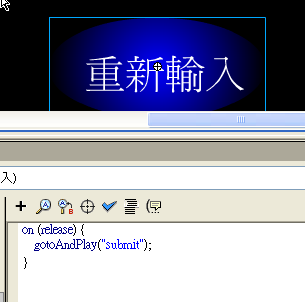 重新輸入
入)
on (release) {
gotoAndPlay("submit");
}